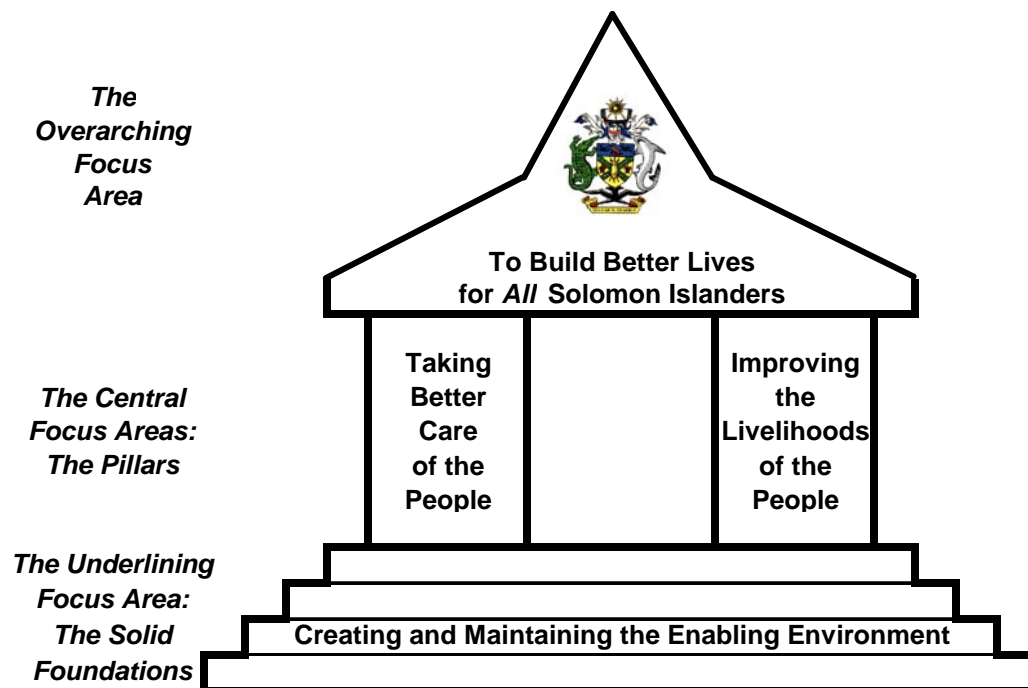 The
Overarching
Focus
Area
To Build Better Lives
for All Solomon Islanders
The Central
Focus Areas:
The Pillars
Taking
Better
Care
of the
People
Improving
the
Livelihoods
of the
People
The Underlining
Focus Area:
The Solid
Foundations
Creating and Maintaining the Enabling Environment